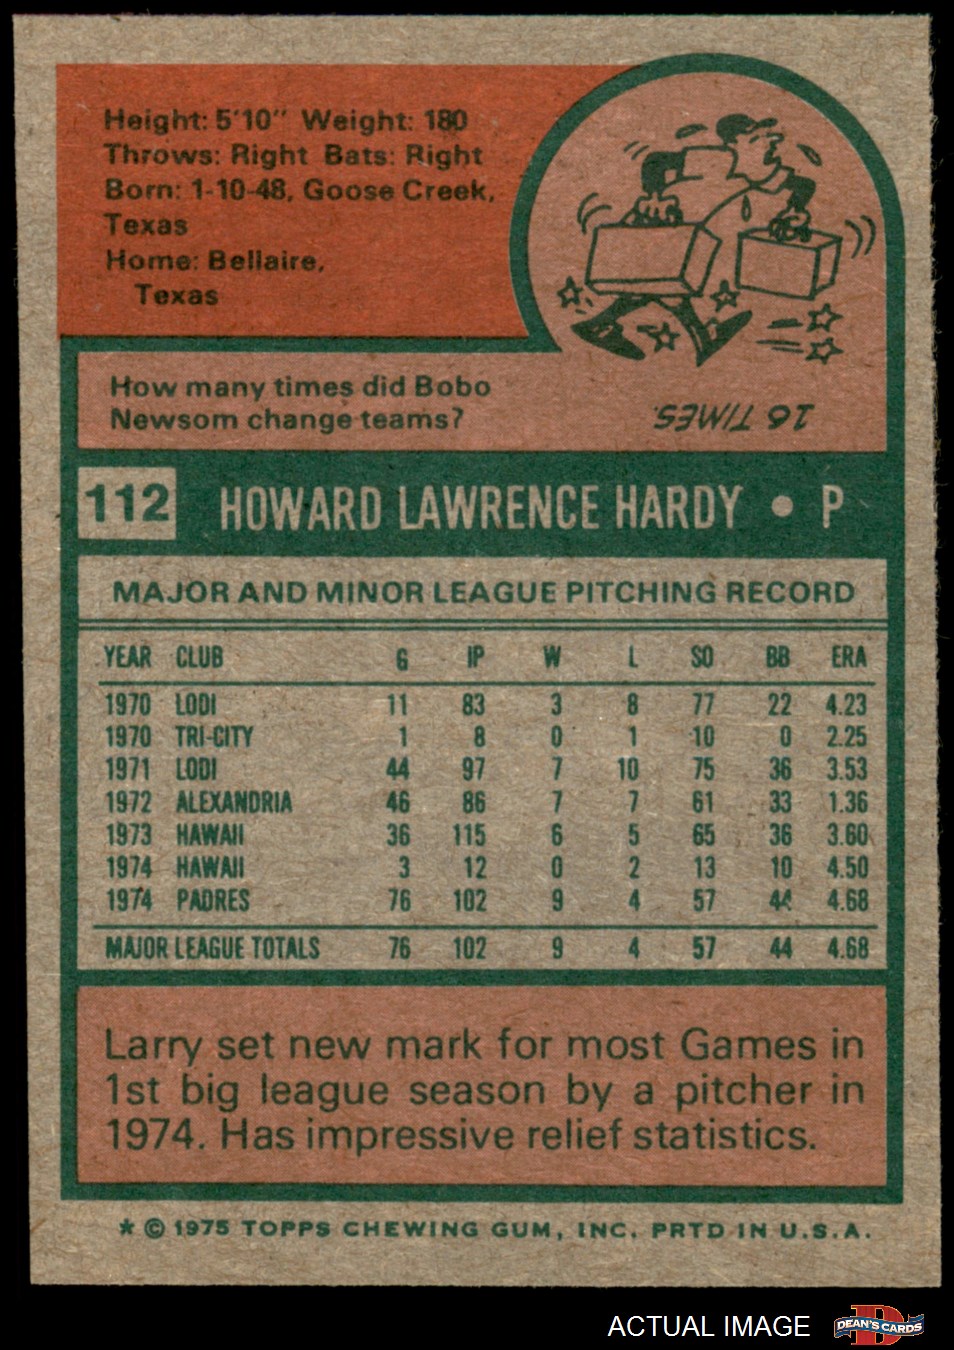 Height: 5'10" Weight: 180
Throws: Right Bats: Right
Born: 1-10-48, Goose Creek,
Texas
Home: Bellaire,
Texas
How many times did Bobo
Newsom change teams?
16 TIMES.
112 HOWARD LAWRENCE HARDY • P
MAJOR AND MINOR LEAGUE PITCHING RECORD
YEAR CLUB G IP W L SO BB ERA
1970 LODI 11 83 3 8 77 22 4.23
1970 TRI-CITY 1 8 0 1 10 0 2.25
1971 LODI 44 97 7 10 75 36 3.53
1972 ALEXANDRIA 46 86 7 7 61 33 1.36
1973 HAWAII 36 115 6 5 65 36 3.60
1974 HAWAII 3 12 0 2 13 10 4.50
1974 PADRES 76 102 9 4 57 44 4.68
MAJOR LEAGUE TOTALS 76 102 9 4 57 44 4.68
Larry set new mark for most Games in
1st big league season by a pitcher in
1974. Has impressive relief statistics.
* © 1975 TOPPS CHEWING GUM, INC. PRTD IN U.S.A.
ACTUAL IMAGE
D
DEAN'S CARDS